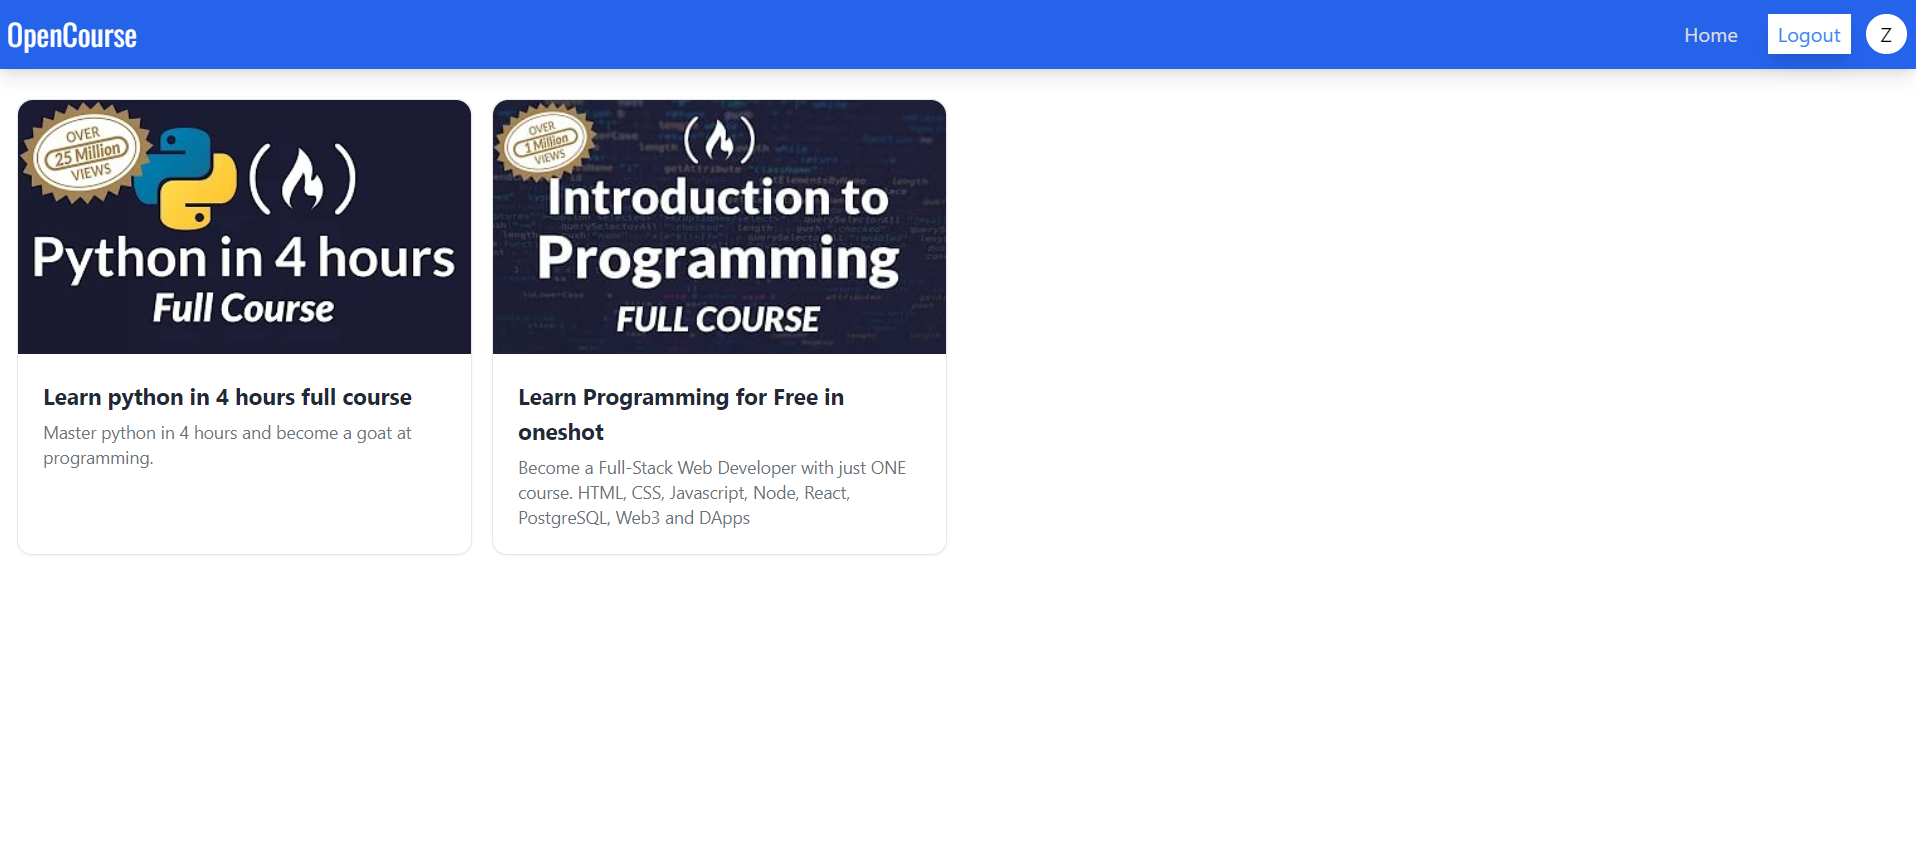 OpenCourse
Home
Logout
Z
OVER
25 Million
VIEWS
Python in 4 hours
Full Course
Learn python in 4 hours full course
Master python in 4 hours and become a goat at
programming.
OVER
1 Million
VIEWS
Introduction to
Programming
FULL COURSE
Learn Programming for Free in
oneshot
Become a Full-Stack Web Developer with just ONE
course. HTML, CSS, Javascript, Node, React,
PostgreSQL, Web3 and DApps